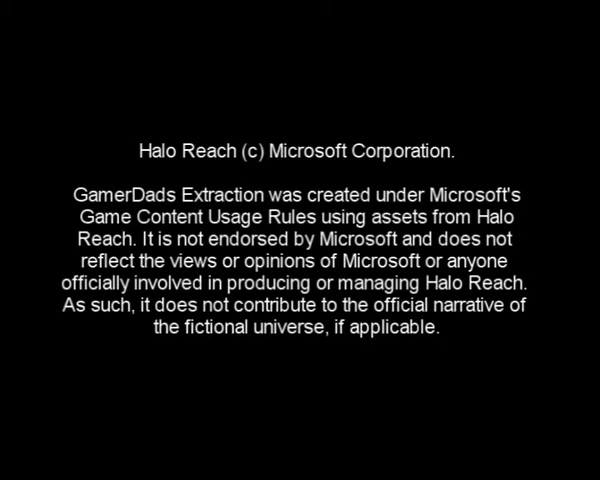 Halo Reach (c) Microsoft Corporation.
GamerDads Extraction was created under Microsoft's
Game Content Usage Rules using assets from Halo
Reach. It is not endorsed by Microsoft and does not
reflect the views or opinions of Microsoft or anyone
officially involved in producing or managing Halo Reach.
As such, it does not contribute to the official narrative of
the fictional universe, if applicable.